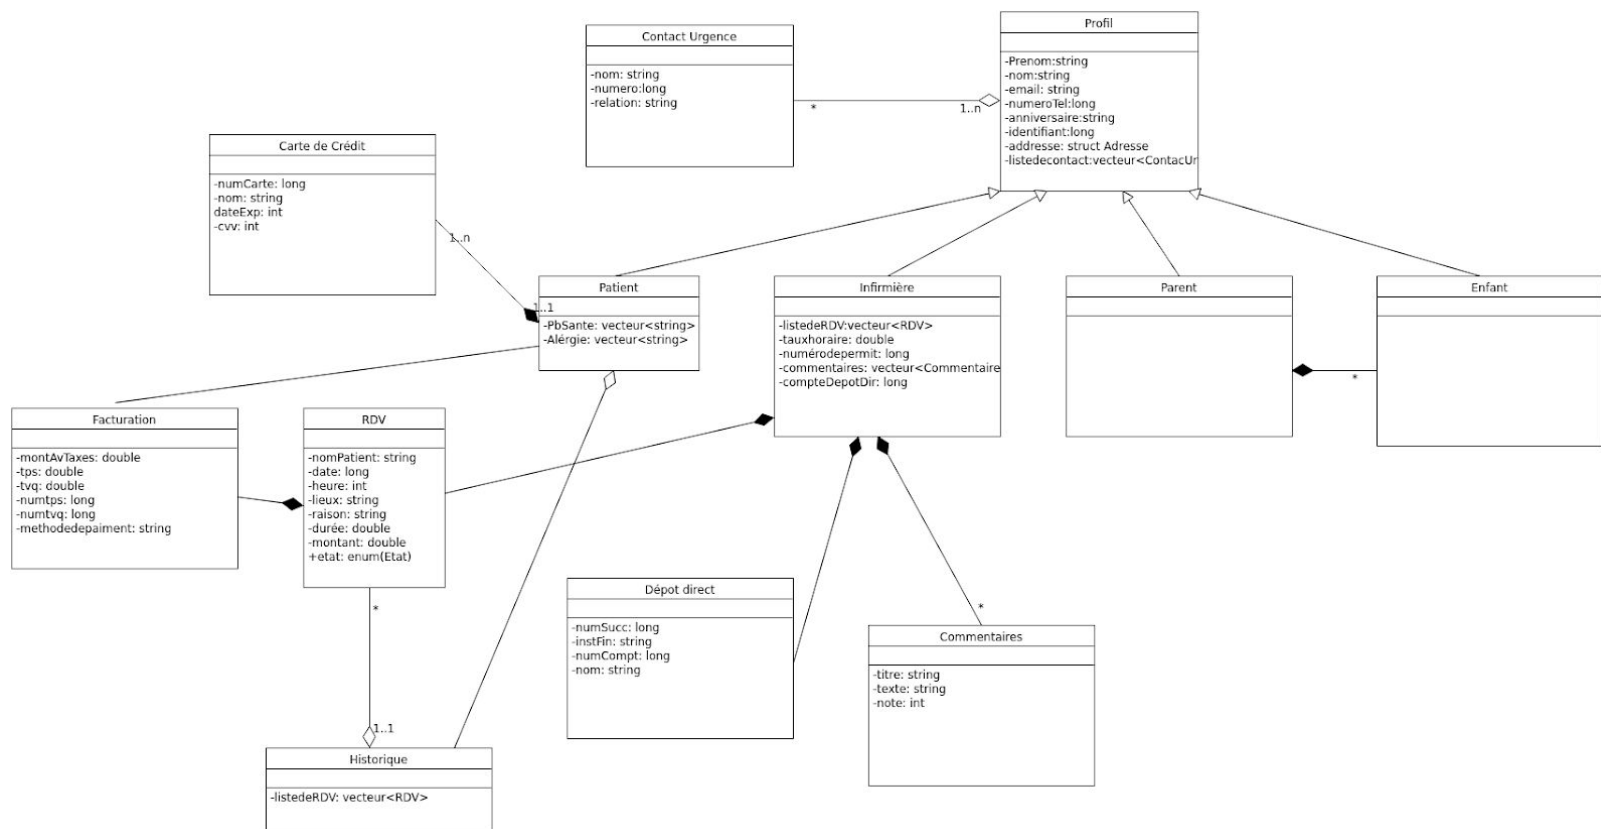 Profil
-Prenom:string
-nom:string
-email: string
-numeroTel:long
-anniversaire:string
-identifiant:long
-addresse: struct Adresse
-listedecontact:vecteur<ContacUr
Contact Urgence
-nom: string
-numero:long
-relation: string
*
1..n
Carte de Crédit
-numCarte: long
-nom: string
dateExp: int
-cvv: int
1..n
1..1
Patient
-PbSante: vecteur<string>
-Alérgie: vecteur<string>
Infirmière
-listedeRDV:vecteur<RDV>
-tauxhoraire: double
-numérodepermit: long
-commentaires: vecteur<Commentaire
-compteDepotDir: long
Parent
Enfant
*
Facturation
-montAvTaxes: double
-tps: double
-tvq: double
-numtps: long
-numtvq: long
-methodedepaiment: string
RDV
-nomPatient: string
-date: long
-heure: int
-lieux: string
-raison: string
-durée: double
-montant: double
+etat: enum(Etat)
*
1..1
Dépot direct
-numSucc: long
-instFin: string
-numCompt: long
-nom: string
*
Commentaires
-titre: string
-texte: string
-note: int
Historique
-listedeRDV: vecteur<RDV>